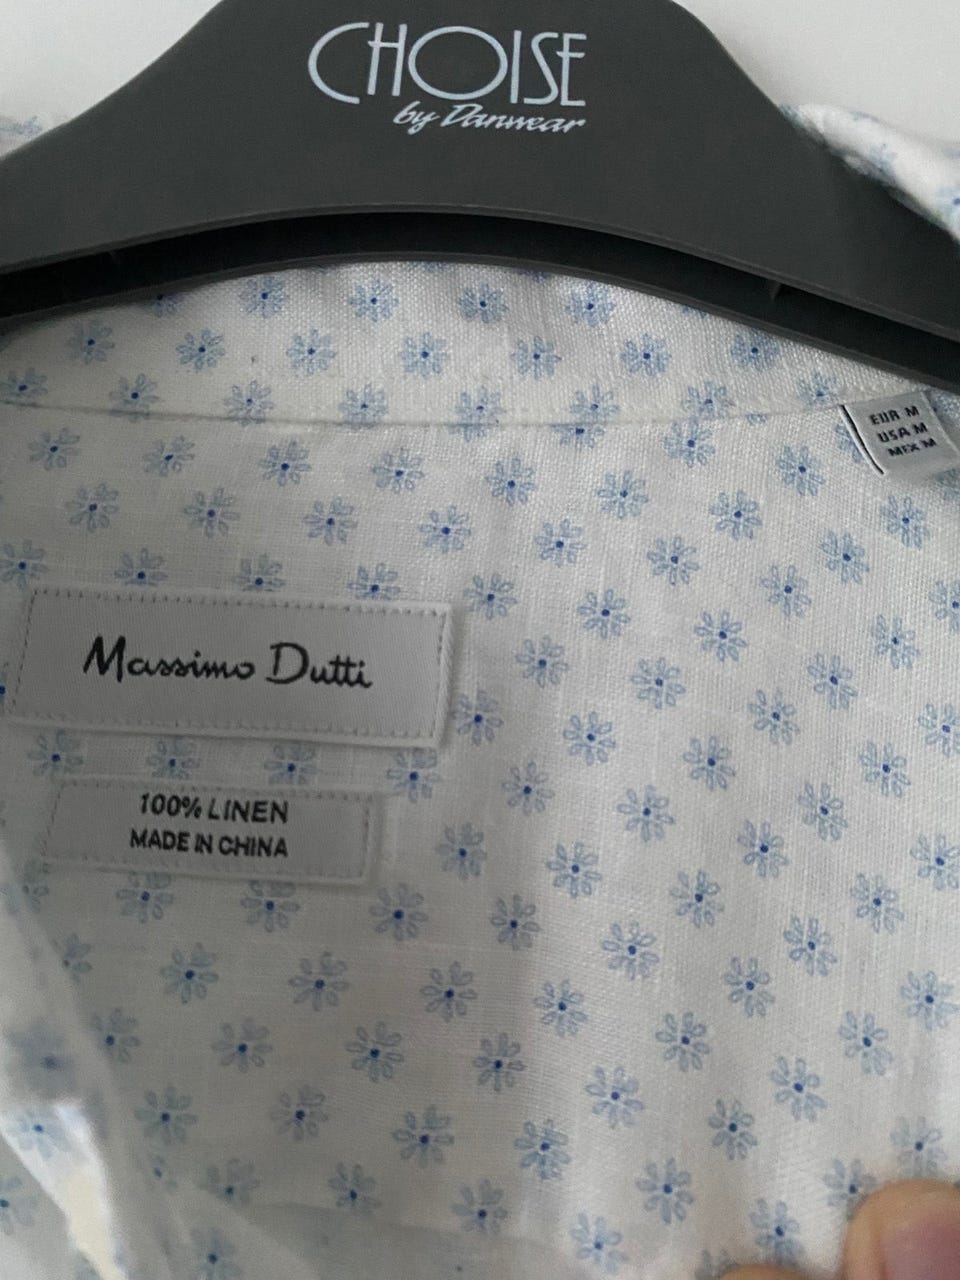 CHOISE
by Danwear
EUR M
USA M
MEX M
Massimo Dutti
100% LINEN
MADE IN CHINA